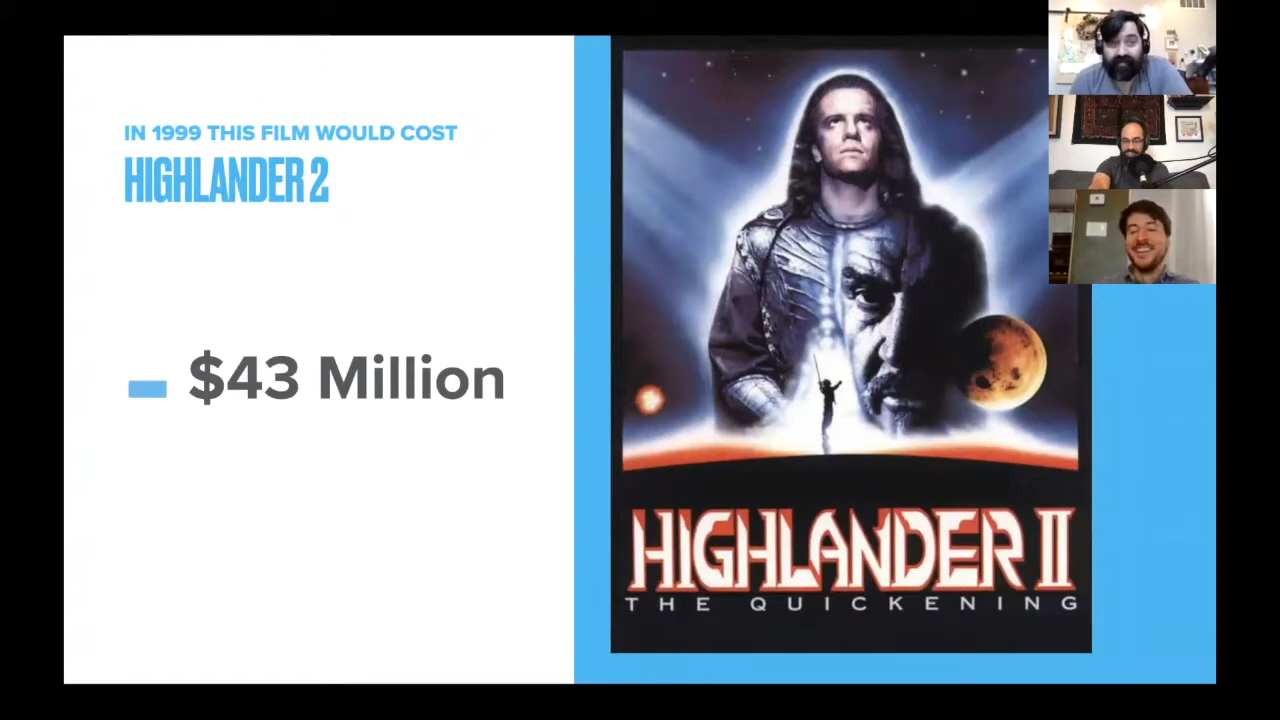 IN 1999 THIS FILM WOULD COST
HIGHLANDER 2
$43 Million
HIGHLANDER II
THE QUICKENING